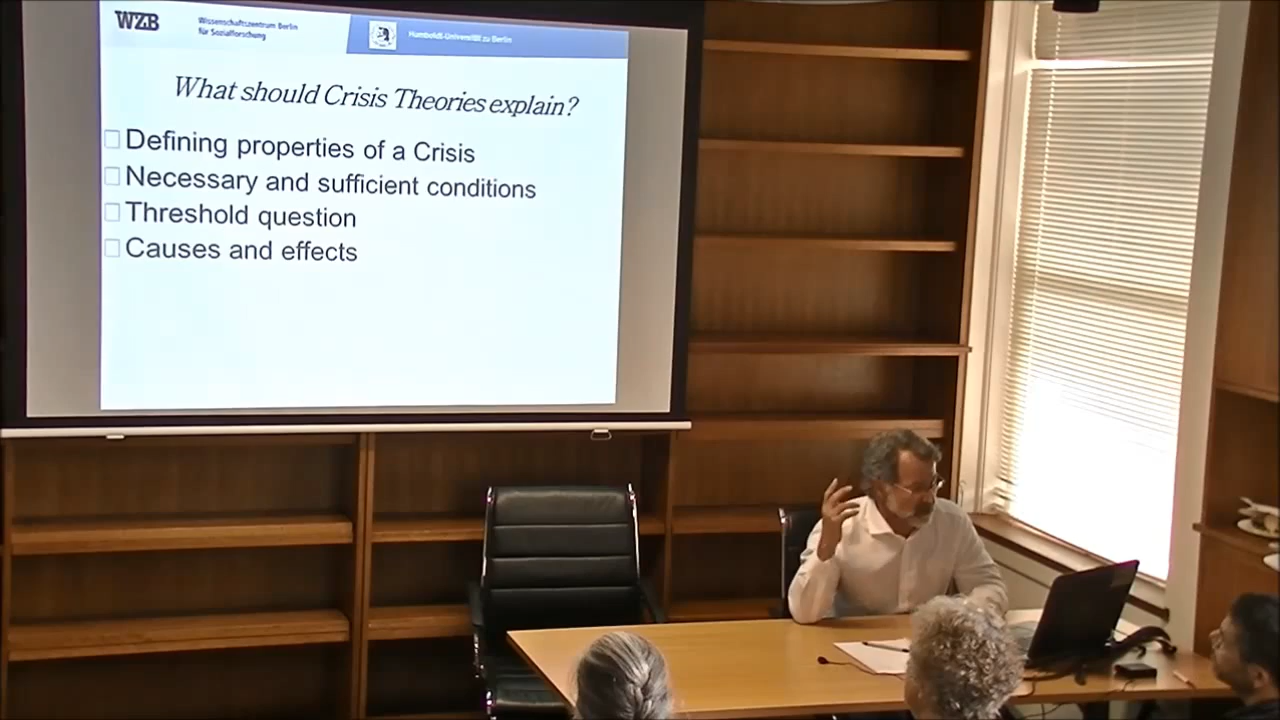 WZB
Wissenschaftszentrum Berlin
für Sozialforschung
Humboldt-Universität zu Berlin
What should Crisis Theories explain?
Defining properties of a Crisis
Necessary and sufficient conditions
Threshold question
Causes and effects